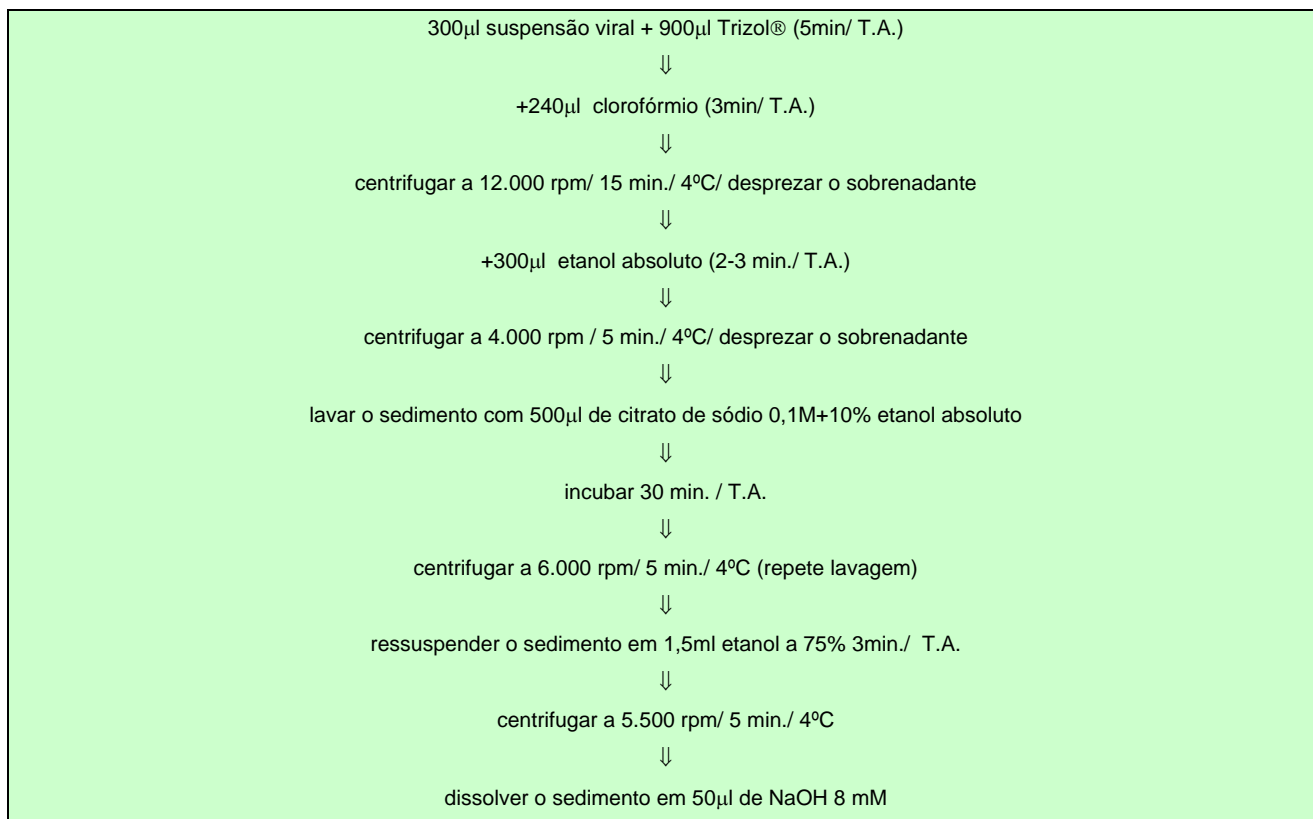 300µl suspensão viral + 900µl Trizol® (5min/ T.A.)
⇓
+240µl clorofórmio (3min/ T.A.)
⇓
centrifugar a 12.000 rpm/ 15 min./ 4ºC/ desprezar o sobrenadante
⇓
+300µl etanol absoluto (2-3 min./ T.A.)
⇓
centrifugar a 4.000 rpm / 5 min./ 4ºC/ desprezar o sobrenadante
⇓
lavar o sedimento com 500µl de citrato de sódio 0,1M+10% etanol absoluto
⇓
incubar 30 min. / T.A.
⇓
centrifugar a 6.000 rpm/ 5 min./ 4ºC (repete lavagem)
⇓
ressuspender o sedimento em 1,5ml etanol a 75% 3min./ T.A.
⇓
centrifugar a 5.500 rpm/ 5 min./ 4ºC
⇓
dissolver o sedimento em 50µl de NaOH 8 mM